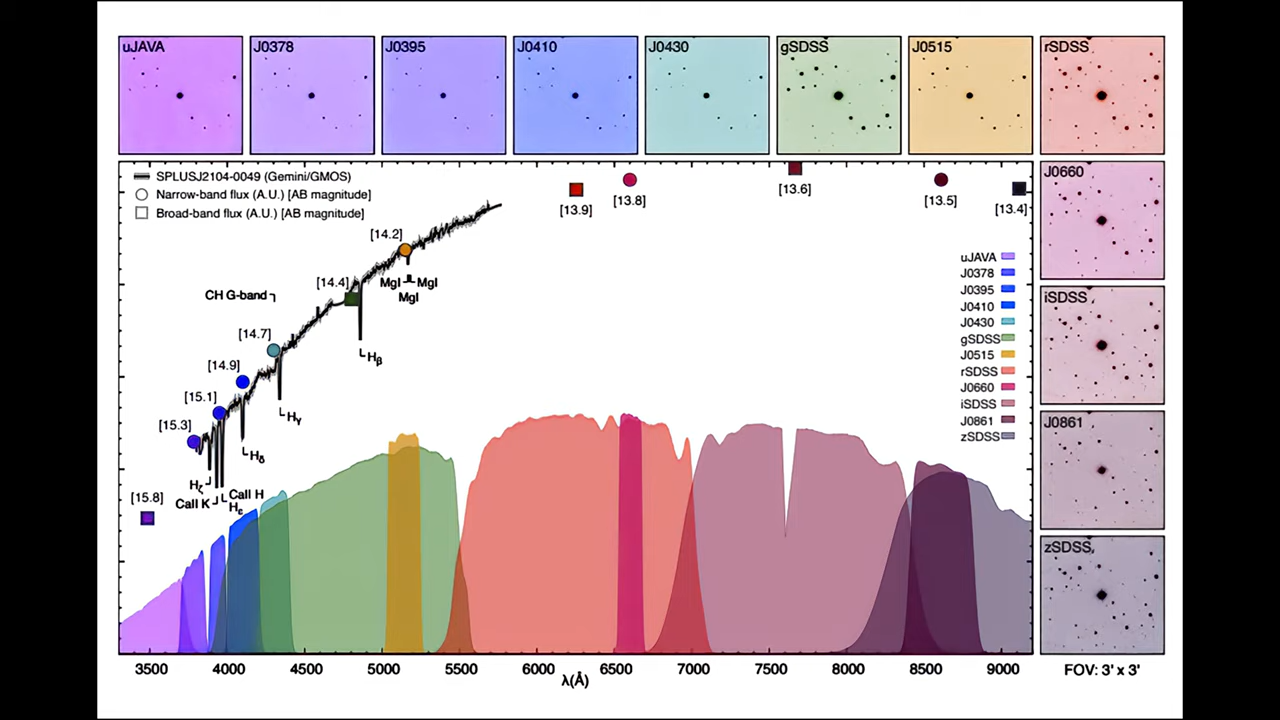 uJAVA J0378 J0395 J0410 J0430 gSDSS J0515 rSDSS
SPLUSJ2104-0049 (Gemini/GMOS)
Narrow-band flux (A.U.) [AB magnitude]
Broad-band flux (A.U.) [AB magnitude]
[13.9]
[13.8]
[13.6]
[13.5]
[13.4]
[14.2]
MgI MgI
MgI
[14.4]
CH G-band
[14.7]
Hβ
[14.9]
Hγ
[15.1]
[15.3]
Hδ
Hζ
CaII K
CaII H
Hε
[15.8]
uJAVA
J0378
J0395
J0410
J0430
gSDSS
J0515
rSDSS
J0660
iSDSS
J0861
zSDSS
J0660
iSDSS
J0861
zSDSS
3500 4000 4500 5000 5500 6000 6500 7000 7500 8000 8500 9000
λ(Å)
FOV: 3' x 3'